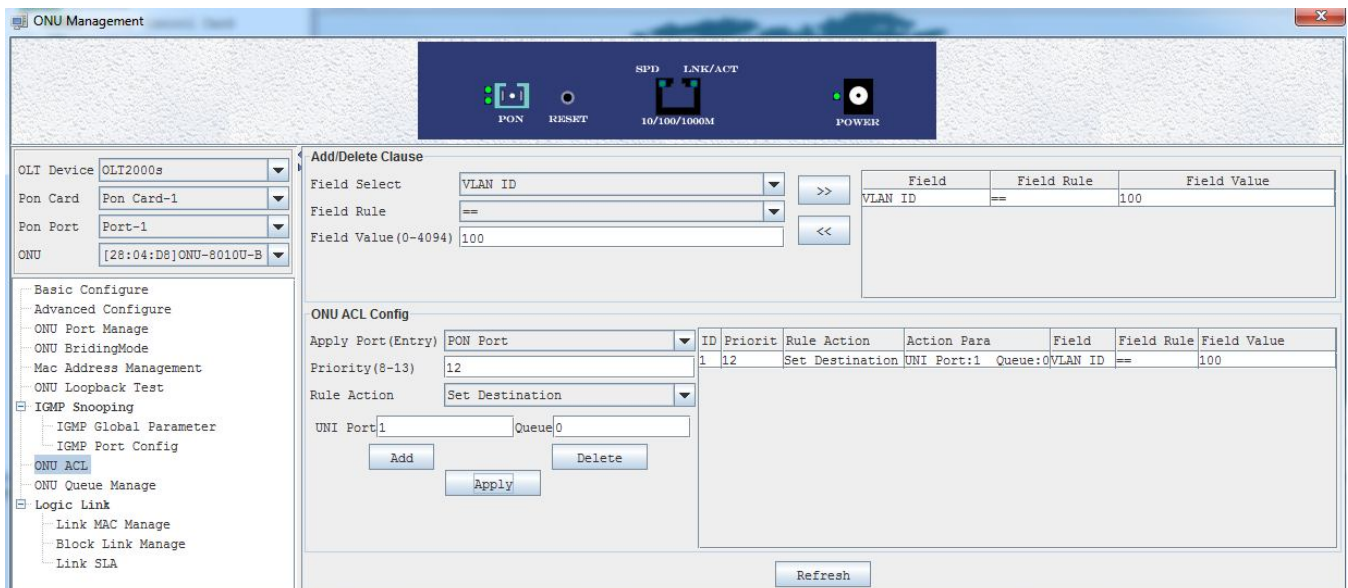 ONU Management
SPD LNK/ACT
PON RESET 10/100/1000M POWER
OLT Device OLT2000s
Pon Card Pon Card-1
Pon Port Port-1
ONU [28:04:D8]ONU-8010U-B
Basic Configure
Advanced Configure
ONU Port Manage
ONU BridingMode
Mac Address Management
ONU Loopback Test
IGMP Snooping
IGMP Global Parameter
IGMP Port Config
ONU ACL
ONU Queue Manage
Logic Link
Link MAC Manage
Block Link Manage
Link SLA
Add/Delete Clause
Field Select VLAN ID
Field Rule ==
Field Value(0-4094) 100
>>
<<
Field Field Rule Field Value
VLAN ID == 100
ONU ACL Config
Apply Port(Entry) PON Port
Priority(8-13) 12
Rule Action Set Destination
UNI Port 1 Queue 0
Add Delete
Apply
ID Priorit Rule Action Action Para Field Field Rule Field Value
1 12 Set Destination UNI Port:1 Queue:0 VLAN ID == 100
Refresh